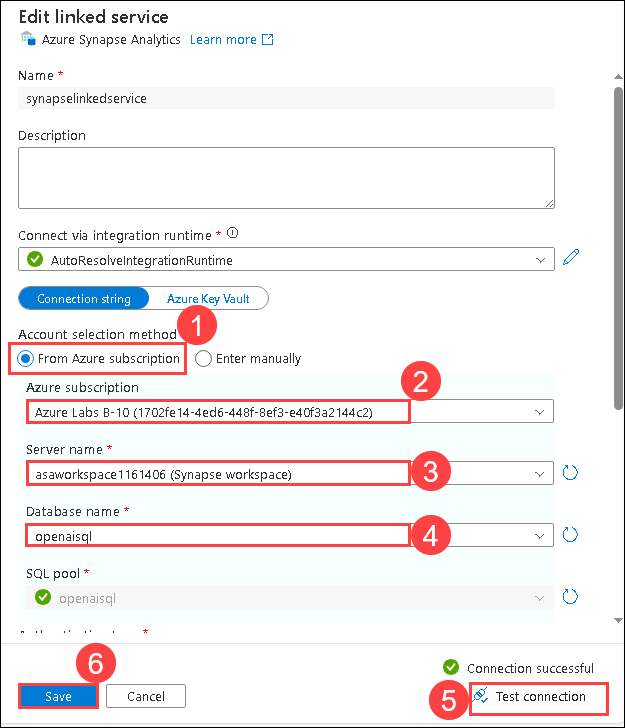 Edit linked service
Azure Synapse Analytics Learn more
Name *
synapselinkedservice
Description
Connect via integration runtime *
AutoResolveIntegrationRuntime
Connection string Azure Key Vault
1
Account selection method
From Azure subscription Enter manually
2
Azure subscription
Azure Labs B-10 (1702fe14-4ed6-448f-8ef3-e40f3a2144c2)
Server name *
3
asaworkspace1161406 (Synapse workspace)
Database name *
4
openaisql
SQL pool *
openaisql
6
Connection successful
5
Save Cancel Test connection